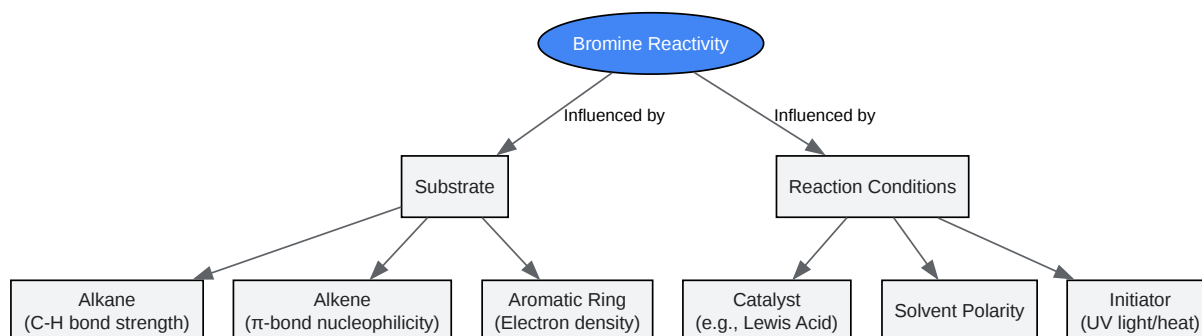 Bromine Reactivity
Influenced by
Influenced by
Substrate
Reaction Conditions
Alkane
(C-H bond strength)
Alkene
(π-bond nucleophilicity)
Aromatic Ring
(Electron density)
Catalyst
(e.g., Lewis Acid)
Solvent Polarity
Initiator
(UV light/heat)